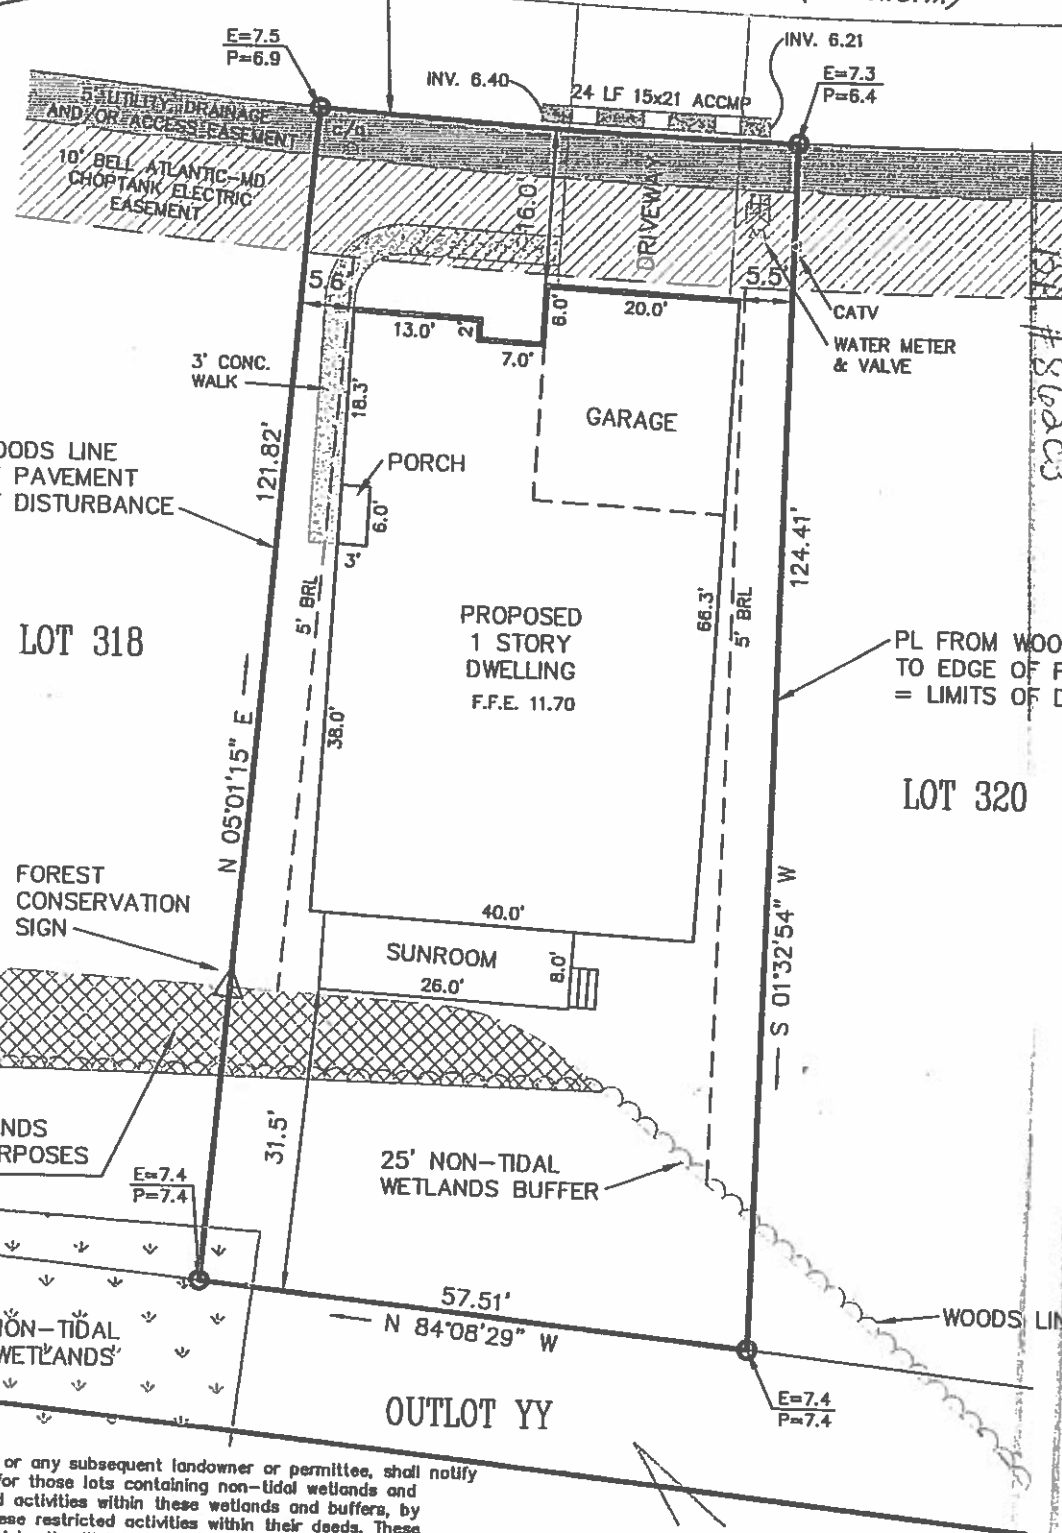 E=7.5
P=6.9
INV. 6.40
24 LF 15x21 ACCMP
INV. 6.21
E=7.3
P=6.4
5' UTILITY, DRAINAGE
AND/OR ACCESS EASEMENT
c/o
10' BELL ATLANTIC-MD
CHOPTANK ELECTRIC
EASEMENT
16.0'
DRIVEWAY
5.6'
5.5'
13.0'
2'
7.0'
6.0'
20.0'
CATV
WATER METER
& VALVE
#86203
3' CONC.
WALK
18.3'
GARAGE
121.82'
OODS LINE
PAVEMENT
DISTURBANCE
PORCH
6.0'
3'
124.41'
5' BRL
66.3'
5' BRL
PROPOSED
1 STORY
DWELLING
F.F.E. 11.70
LOT 318
PL FROM WOO
TO EDGE OF P
= LIMITS OF D
38.0'
N 05°01'15" E
LOT 320
FOREST
CONSERVATION
SIGN
40.0'
SUNROOM
8.0'
26.0'
S 01°32'54" W
NDS
RPOSES
31.5'
25' NON-TIDAL
WETLANDS BUFFER
E=7.4
P=7.4
57.51'
N 84°08'29" W
WOODS LIN
NON-TIDAL
WETLANDS
OUTLOT YY
E=7.4
P=7.4
or any subsequent landowner or permittee, shall notify
for those lots containing non-tidal wetlands and
d activities within these wetlands and buffers, by
ese restricted activities within their deeds. These